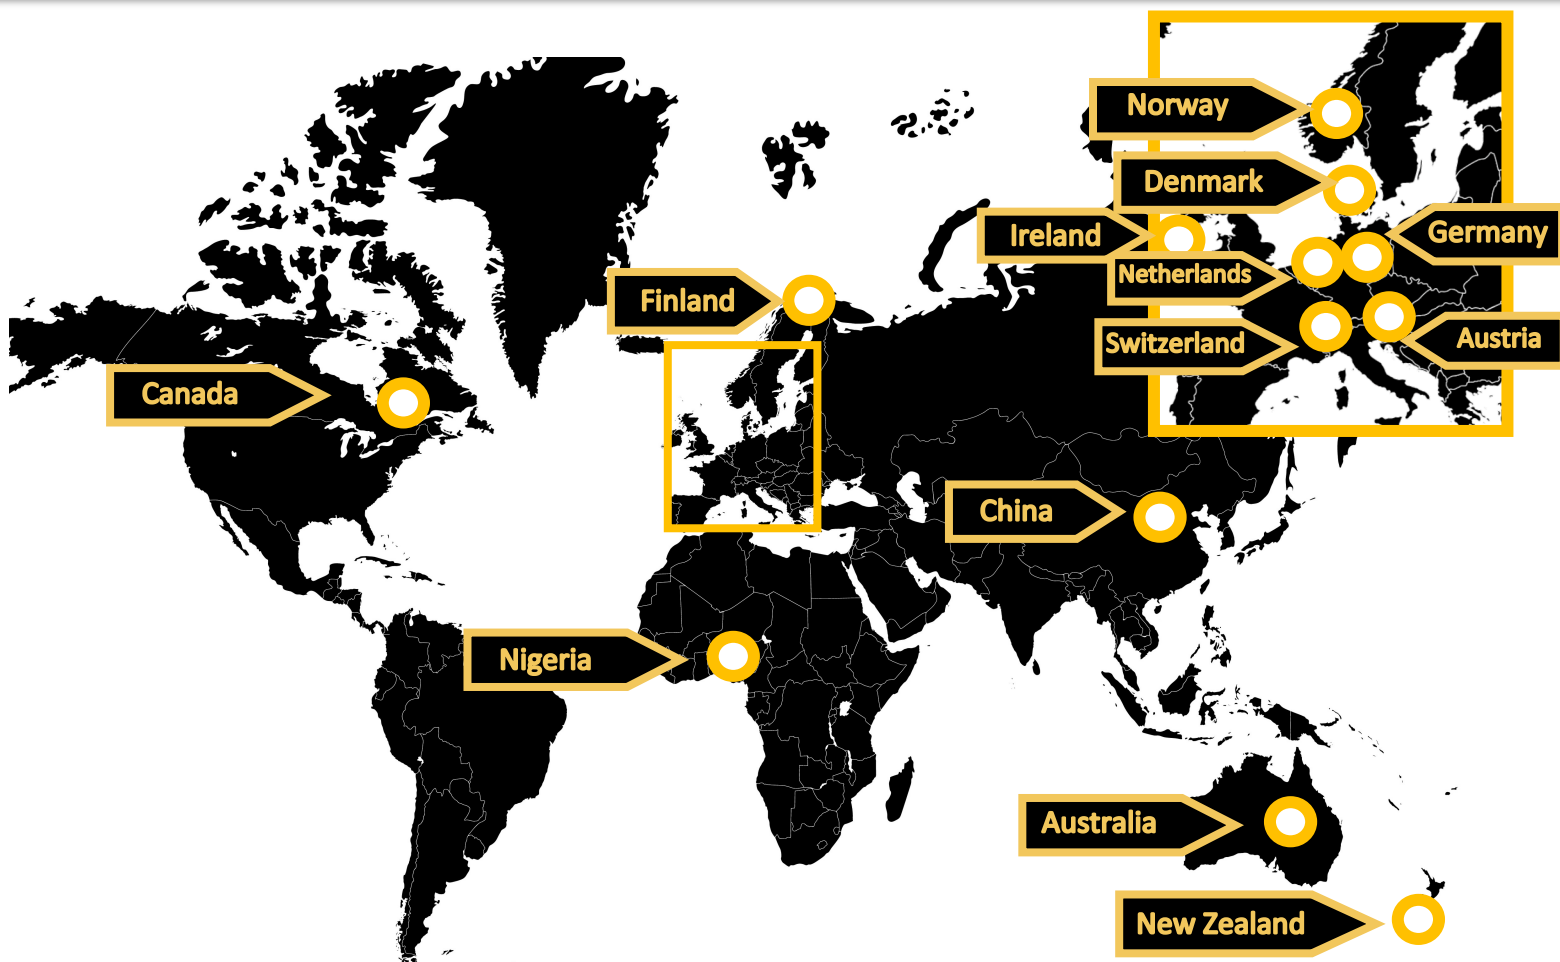 Norway
Denmark
Ireland
Germany
Netherlands
Finland
Switzerland
Austria
Canada
China
Nigeria
Australia
New Zealand